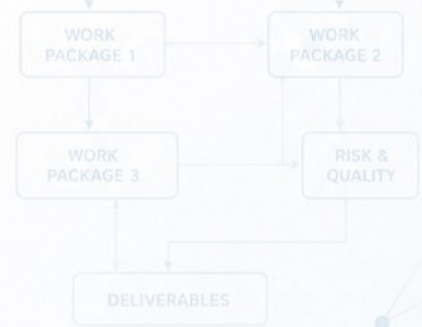 WORK
PACKAGE 1
WORK
PACKAGE 2
WORK
PACKAGE 3
RISK &
QUALITY
DELIVERABLES